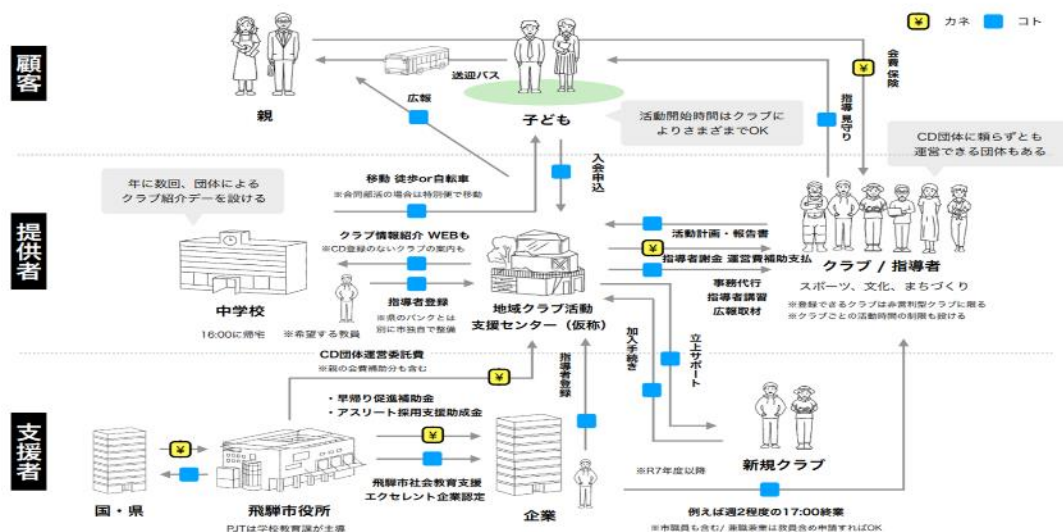 カネ
コト
顧客
親
送迎バス
広報
子ども
活動開始時間はクラブに
よりさまざまでOK
指導 見守り
会費 保険
CD団体に頼らずとも
運営できる団体もある
提供者
年に数回、団体による
クラブ紹介デーを設ける
移動 徒歩or自転車
※合同部活の場合は特別便で移動
入会申込
クラブ情報紹介 WEBも
※CD登録のないクラブの案内も
指導者登録
※県のバンクとは
別に市独自で整備
中学校
16:00に帰宅
※希望する教員
地域クラブ活動
支援センター（仮称）
活動計画・報告書
指導者謝金 運営費補助支払
事務代行
指導者講習
広報取材
クラブ / 指導者
スポーツ、文化、まちづくり
※登録できるクラブは非営利型クラブに限る
※クラブごとの活動時間の制限も設ける
支援者
CD団体運営委託費
※親の会費補助分も含む
・早帰り促進補助金
・アスリート採用支援助成金
指導者登録
加入手続き
立上サポート
国・県
飛騨市役所
PJTは学校教育課が主導
飛騨市社会教育支援
エクセレント企業認定
企業
※R7年度以降
新規クラブ
例えば週2程度の17:00終業
※市職員も含む/ 兼職兼業は教員含め申請すればOK